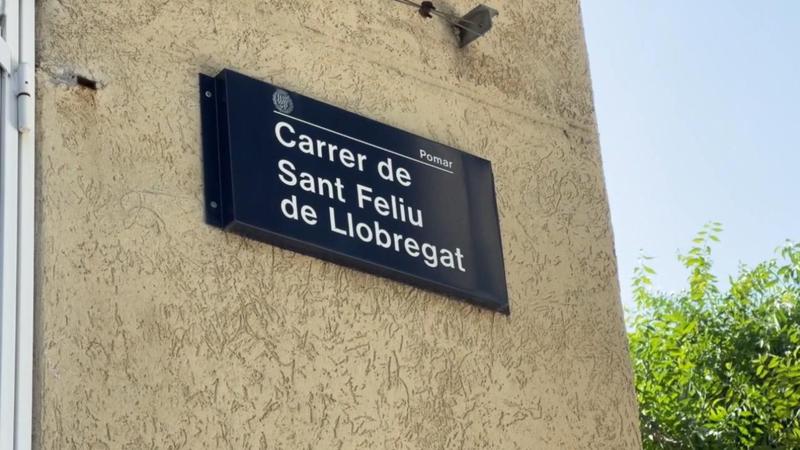 Pomar
Carrer de
Sant Feliu
de Llobregat